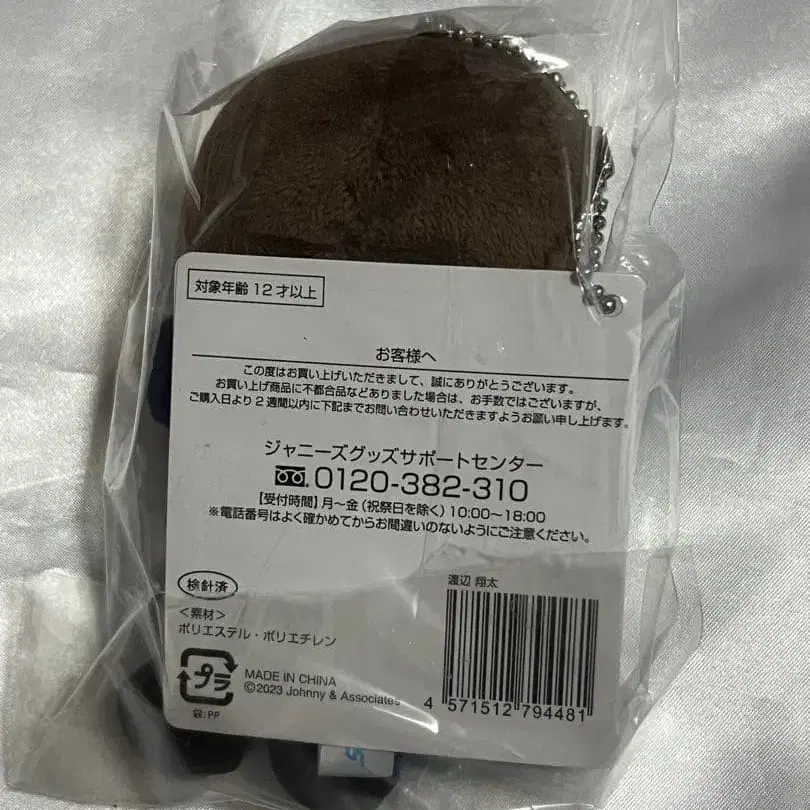 対象年齢 12 才以上
お客様へ
この度はお買い上げいただきまして、誠にありがとうございます。
お買い上げ商品に不都合品などありました場合は、お手数ではございますが、
ご購入日より 2 週間以内に下記までお問い合わせいただきますようお願い申し上げます。
ジャニーズグッズサポートセンター
0120-382-310
【受付時間】月〜金（祝祭日を除く）10:00〜18:00
※電話番号はよく確かめてからお間違いのないようにご注意ください。
検針済
＜素材＞
ポリエステル・ポリエチレン
プラ
袋:PP
MADE IN CHINA
©2023 Johnny & Associates
渡辺 翔太
4 571512 794481